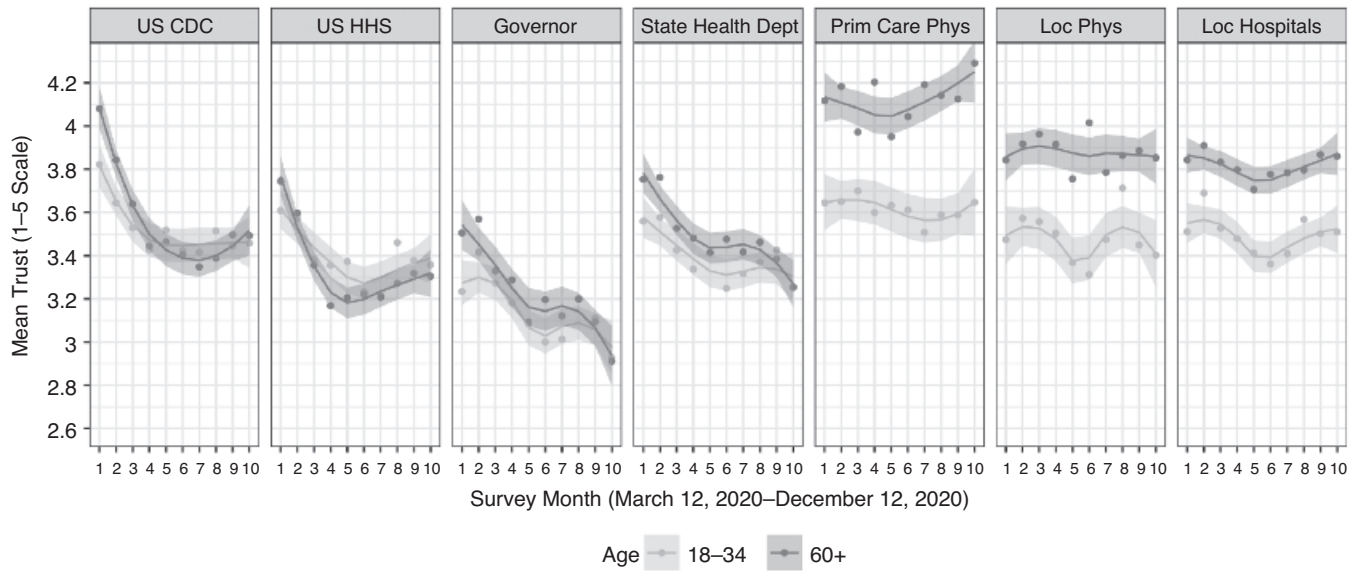 US CDC US HHS Governor State Health Dept Prim Care Phys Loc Phys Loc Hospitals
4.2
4
3.8
3.6
3.4
3.2
3
2.8
2.6
Mean Trust (1–5 Scale)
1 2 3 4 5 6 7 8 9 10 1 2 3 4 5 6 7 8 9 10 1 2 3 4 5 6 7 8 9 10 1 2 3 4 5 6 7 8 9 10 1 2 3 4 5 6 7 8 9 10 1 2 3 4 5 6 7 8 9 10 1 2 3 4 5 6 7 8 9 10
Survey Month (March 12, 2020–December 12, 2020)
Age 18–34 60+